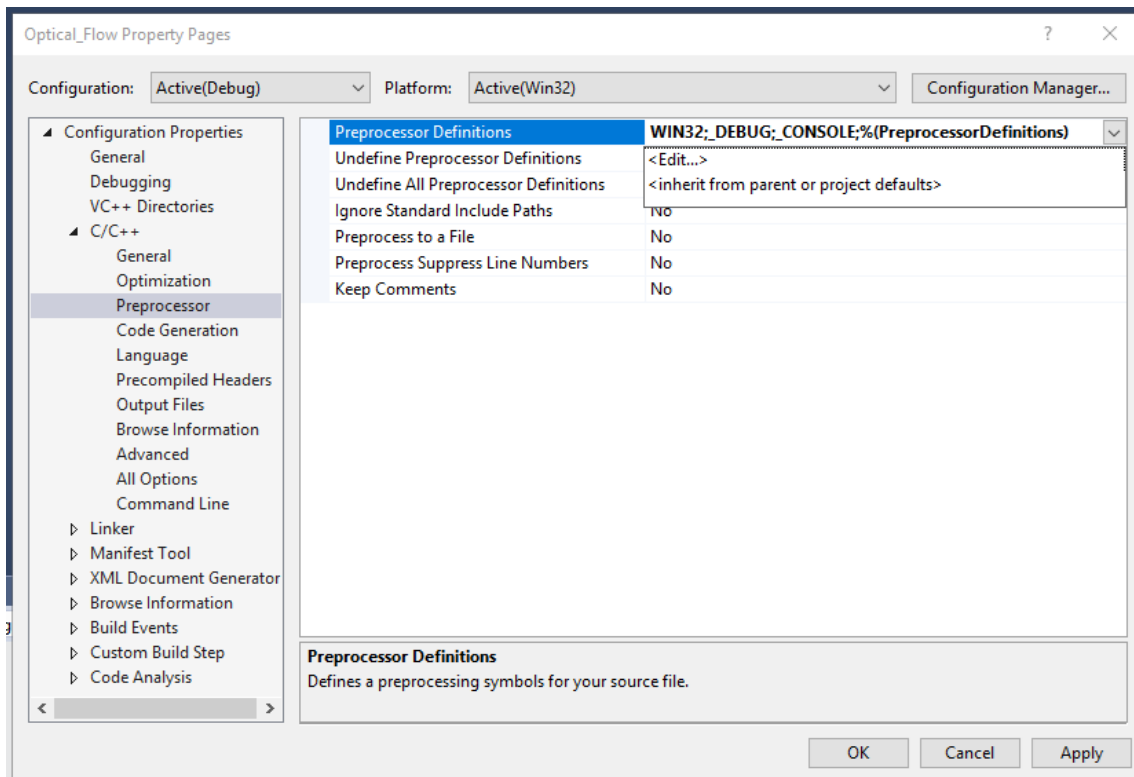 Optical_Flow Property Pages ?
Configuration: Active(Debug) Platform: Active(Win32) Configuration Manager...
Configuration Properties
General
Debugging
VC++ Directories
C/C++
General
Optimization
Preprocessor
Code Generation
Language
Precompiled Headers
Output Files
Browse Information
Advanced
All Options
Command Line
Linker
Manifest Tool
XML Document Generator
Browse Information
Build Events
Custom Build Step
Code Analysis
Preprocessor Definitions WIN32;_DEBUG;_CONSOLE;%(PreprocessorDefinitions)
Undefine Preprocessor Definitions <Edit...>
Undefine All Preprocessor Definitions <inherit from parent or project defaults>
Ignore Standard Include Paths No
Preprocess to a File No
Preprocess Suppress Line Numbers No
Keep Comments No
Preprocessor Definitions
Defines a preprocessing symbols for your source file.
OK Cancel Apply